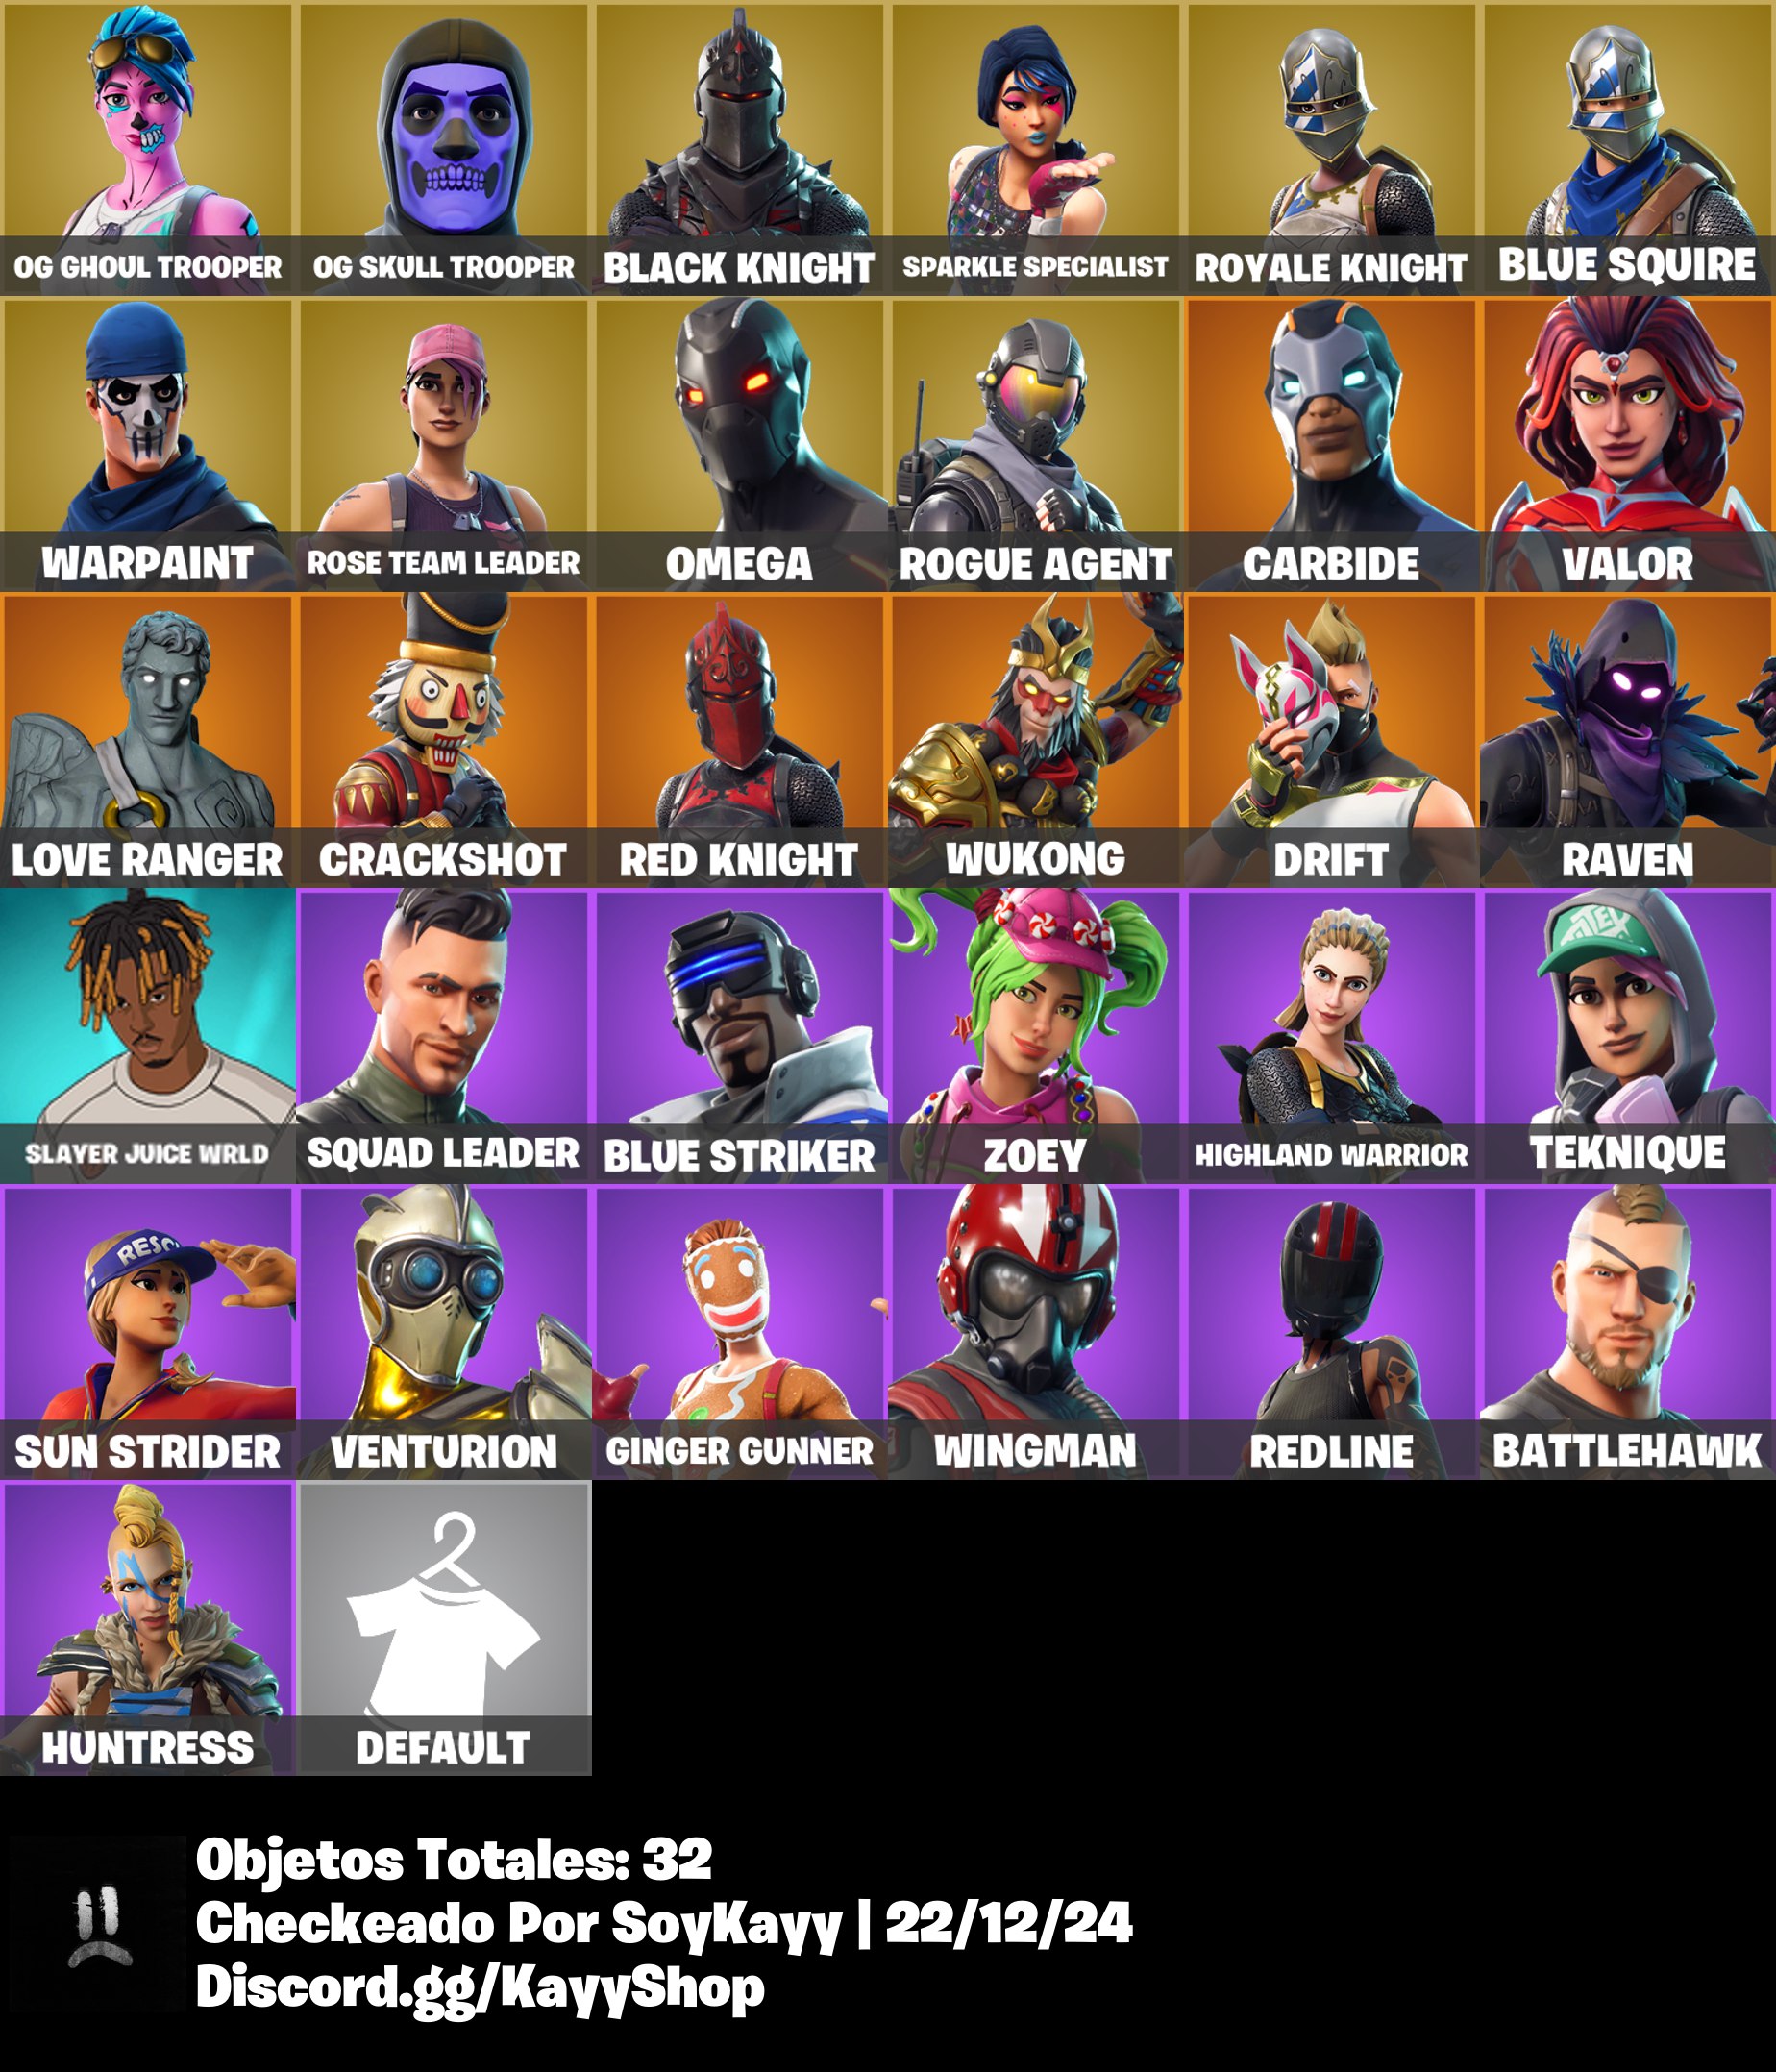 OG GHOUL TROOPER
OG SKULL TROOPER
BLACK KNIGHT
SPARKLE SPECIALIST
ROYALE KNIGHT
BLUE SQUIRE
WARPAINT
ROSE TEAM LEADER
OMEGA
ROGUE AGENT
CARBIDE
VALOR
LOVE RANGER
CRACKSHOT
RED KNIGHT
WUKONG
DRIFT
RAVEN
SLAYER JUICE WRLD
SQUAD LEADER
BLUE STRIKER
ZOEY
HIGHLAND WARRIOR
TEKNIQUE
RESC
SUN STRIDER
VENTURION
GINGER GUNNER
WINGMAN
REDLINE
BATTLEHAWK
HUNTRESS
DEFAULT
Objetos Totales: 32
Checkeado Por SoyKayy | 22/12/24
Discord.gg/KayyShop